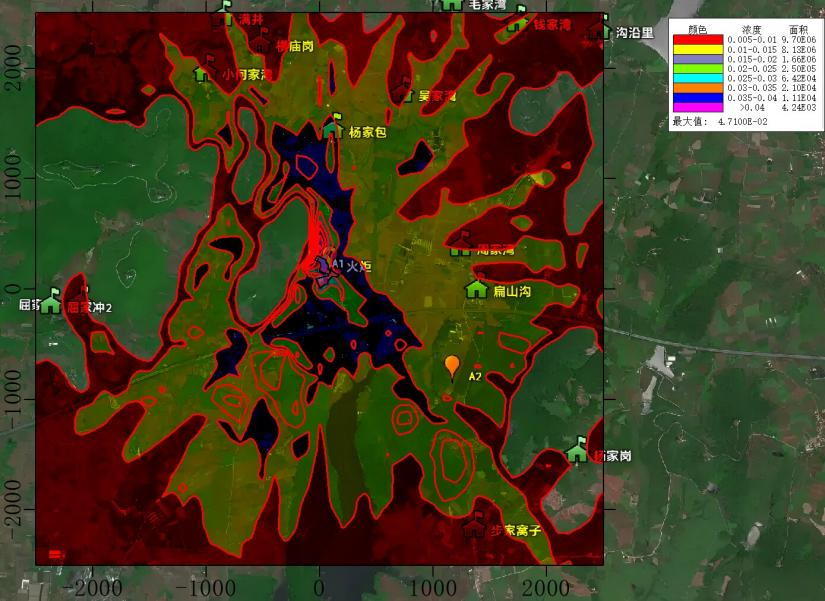 毛家湾
满井
钱家湾
沟沿里
横庙岗
小何家湾
吴家湾
杨家包
周家湾
A1火炬
扁山沟
屈家冲2
A2
杨家岗
步家窝子
颜色 浓度 面积
0.005-0.01 9.70E06
0.01-0.015 8.13E06
0.015-0.02 1.66E06
0.02-0.025 2.50E05
0.025-0.03 6.42E04
0.03-0.035 2.10E04
0.035-0.04 1.11E04
>0.04 4.24E03
最大值: 4.7100E-02
2000
1000
0
-1000
-2000
-2000 -1000 0 1000 2000